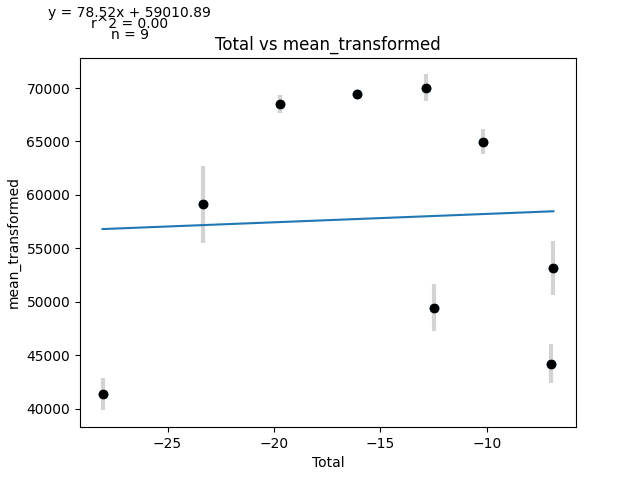 y = 78.52x + 59010.89
r^2 = 0.00
n = 9
Total vs mean_transformed
70000
65000
60000
55000
50000
45000
40000
mean_transformed
−25
−20
−15
−10
Total